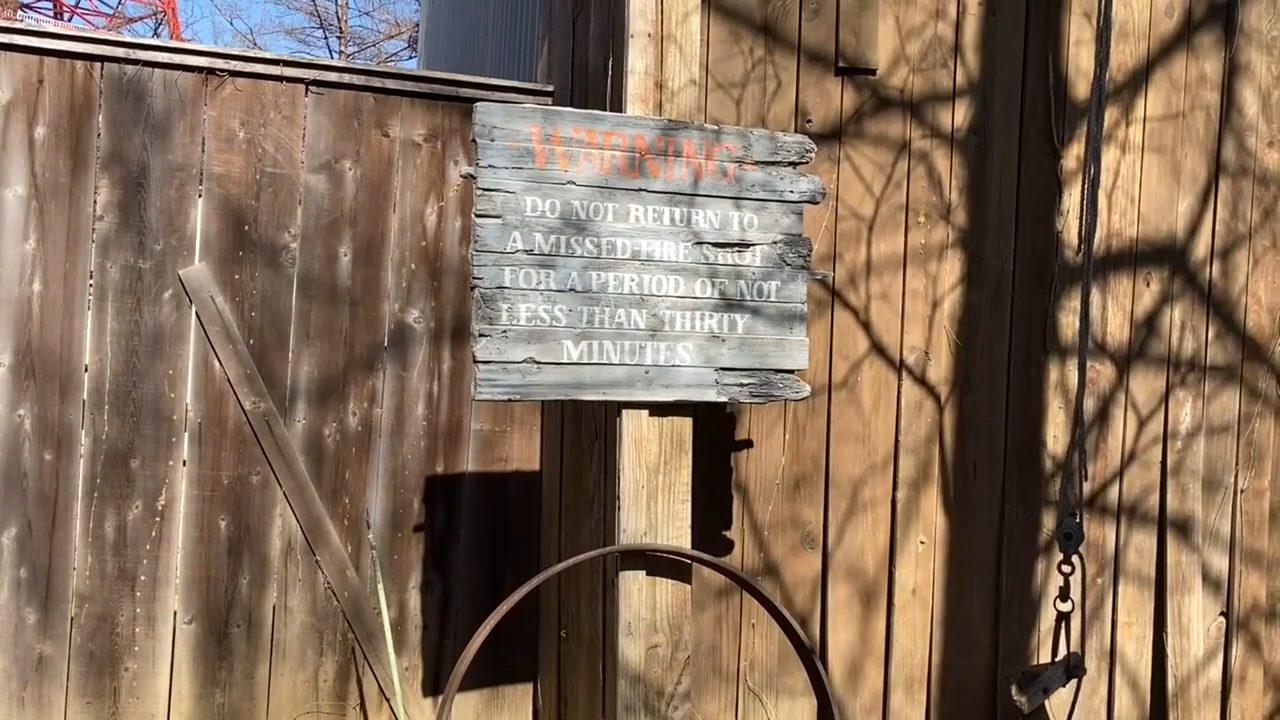 -WARNING-
DO NOT RETURN TO
A MISSED-FIRE SHOT
FOR A PERIOD OF NOT
LESS THAN THIRTY
MINUTES